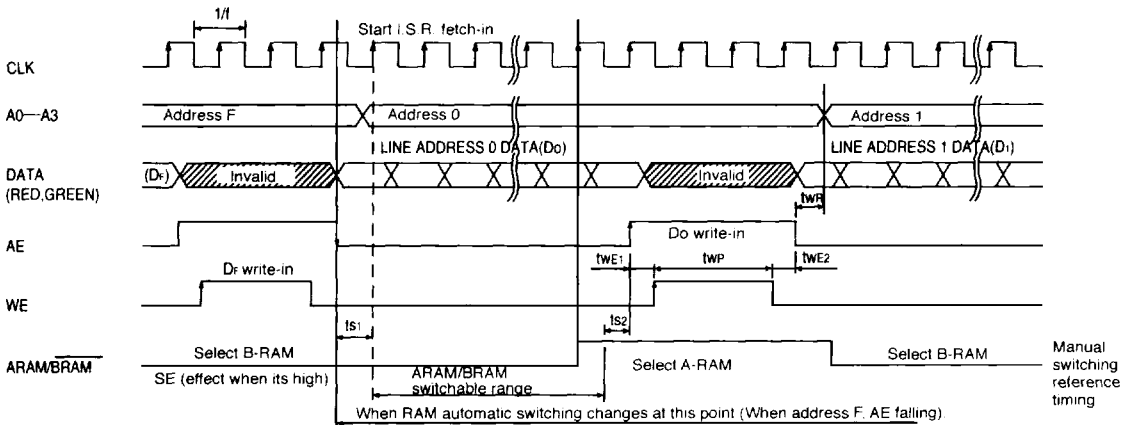 1/f
Start I.S.R. fetch-in
CLK
A0—A3
Address F
Address 0
Address 1
LINE ADDRESS 0 DATA(D0)
LINE ADDRESS 1 DATA(D1)
DATA
(RED,GREEN)
(DF)
Invalid
Invalid
twR
AE
Do write-in
DF write-in
twE1
twP
twE2
WE
ts1
ts2
ARAM/BRAM
Select B-RAM
Select A-RAM
Select B-RAM
SE (effect when its high)
ARAM/BRAM
switchable range
Manual
switching
reference
timing
When RAM automatic switching changes at this point (When address F, AE falling).